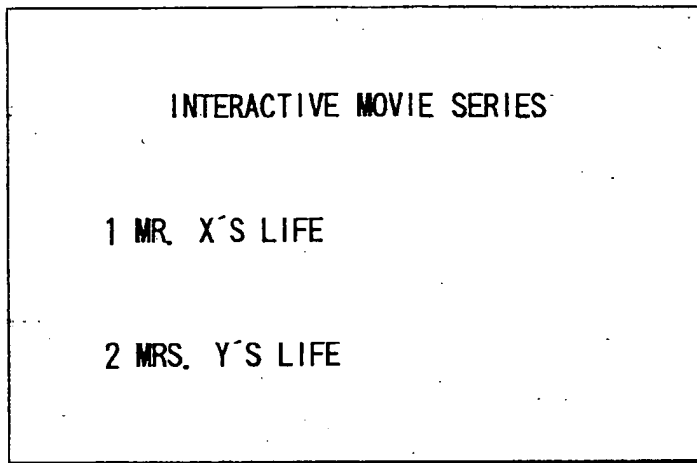 INTERACTIVE MOVIE SERIES
1 MR. X´S LIFE
2 MRS. Y´S LIFE